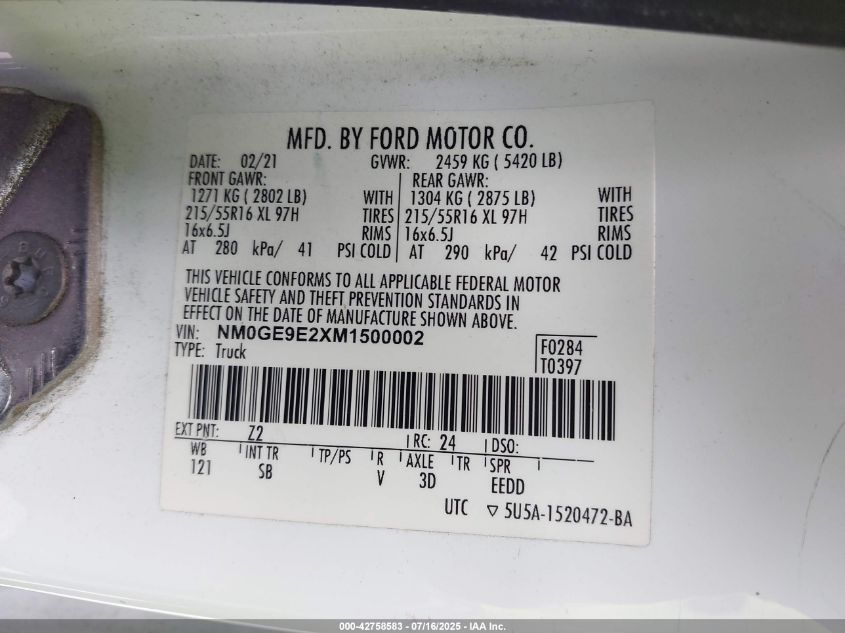 MFD. BY FORD MOTOR CO.
DATE: 02/21 GVWR: 2459 KG ( 5420 LB)
FRONT GAWR: REAR GAWR:
1271 KG ( 2802 LB) WITH 1304 KG ( 2875 LB) WITH
215/55R16 XL 97H TIRES 215/55R16 XL 97H TIRES
16x6.5J RIMS 16x6.5J RIMS
AT 280 kPa/ 41 PSI COLD AT 290 kPa/ 42 PSI COLD
THIS VEHICLE CONFORMS TO ALL APPLICABLE FEDERAL MOTOR
VEHICLE SAFETY AND THEFT PREVENTION STANDARDS IN
EFFECT ON THE DATE OF MANUFACTURE SHOWN ABOVE.
VIN: NM0GE9E2XM1500002
TYPE: Truck
F0284
T0397
EXT PNT: Z2 RC: 24 DSO:
WB INT TR TP/PS R AXLE TR SPR
121 SB V 3D EEDD
UTC ▽ 5U5A-1520472-BA
000-42758583 - 07/16/2025 - IAA Inc.